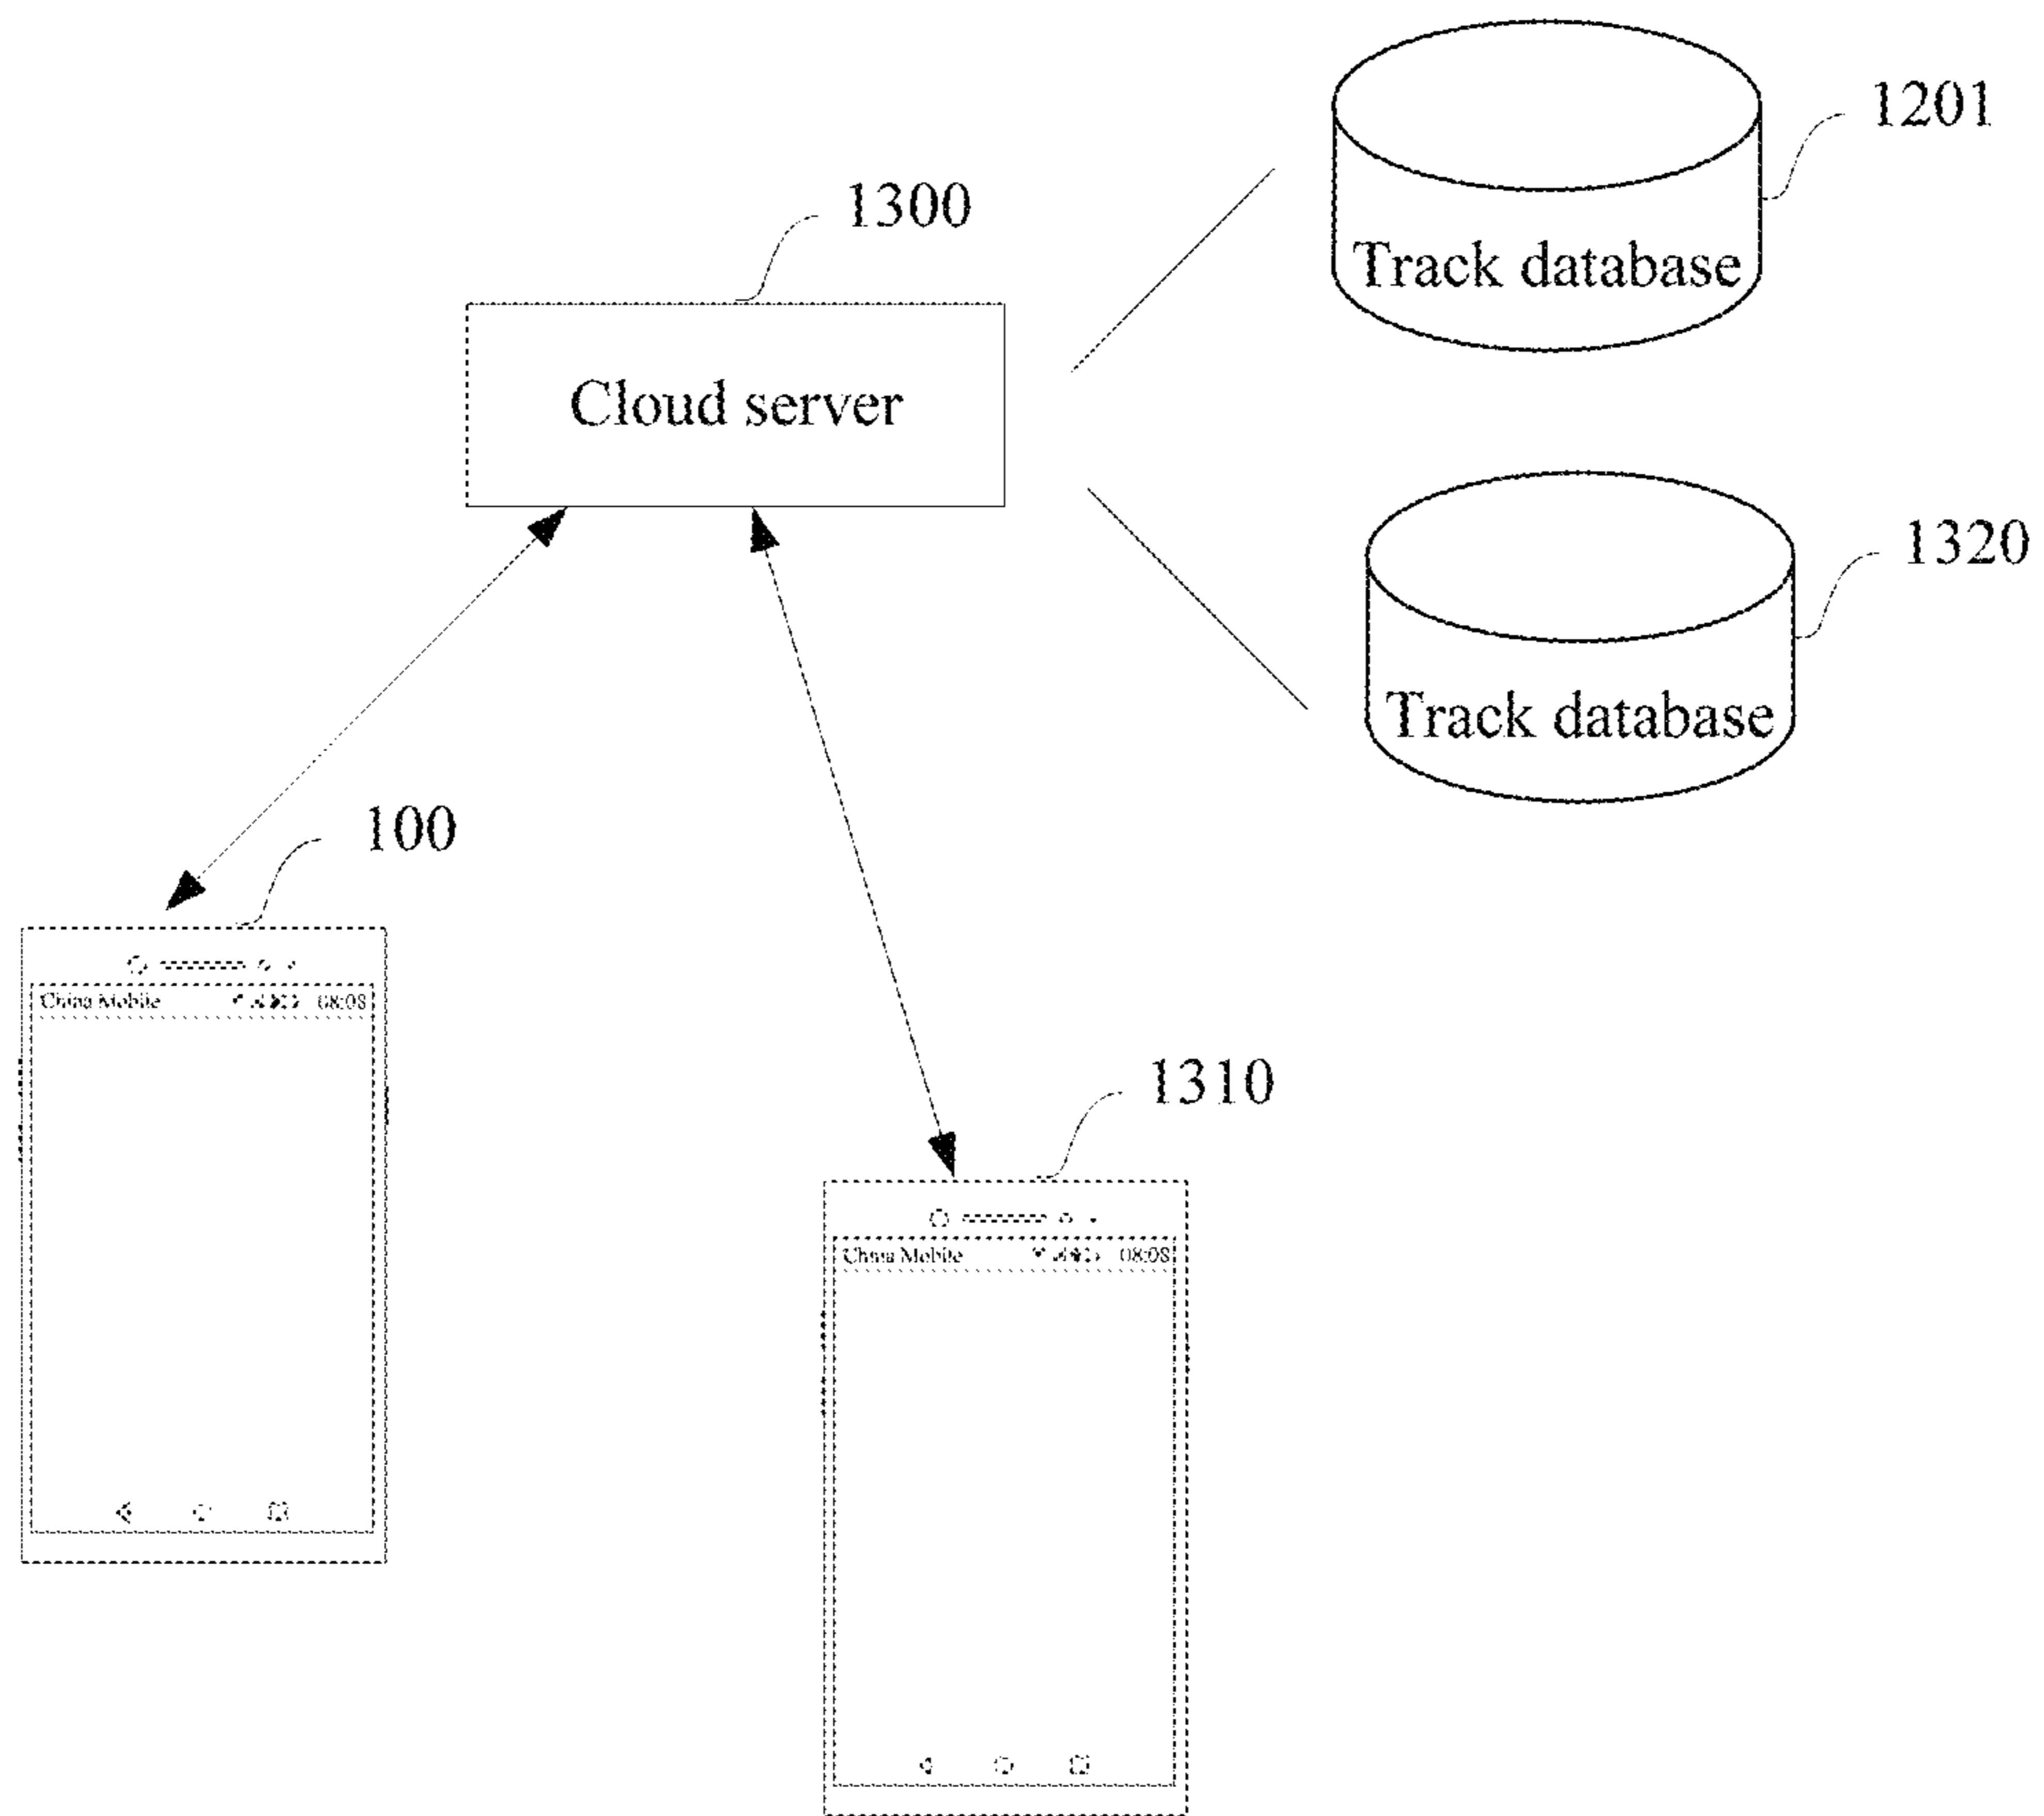 1201
1300
Track database
Cloud server
1320
Track database
100
China Mobile 08:08
1310
China Mobile 08:08